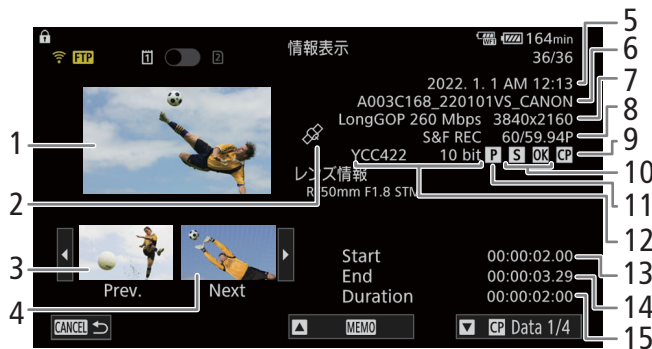 FTP 1 2 情報表示 WFT 164min
36/36
2022. 1. 1 AM 12:13
A003C168_220101VS_CANON
LongGOP 260 Mbps 3840x2160
S&F REC 60/59.94P
YCC422 10 bit P S OK CP
レンズ情報
RF50mm F1.8 STM
Prev. Next
Start 00:00:02.00
End 00:00:03.29
Duration 00:00:02:00
CANCEL MEMO CP Data 1/4
1
2
3
4
5
6
7
8
9
10
11
12
13
14
15